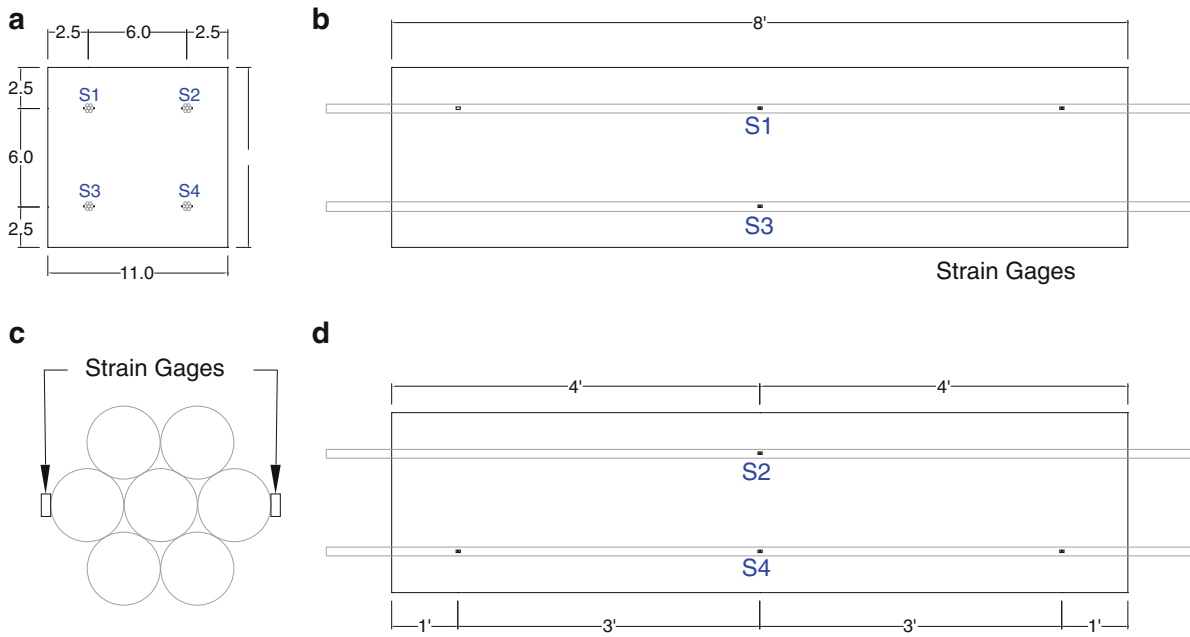 a
2.5 6.0 2.5
2.5
S1 S2
6.0
S3 S4
2.5
11.0
b
8'
S1
S3
Strain Gages
c
Strain Gages
d
4' 4'
S2
S4
1' 3' 3' 1'